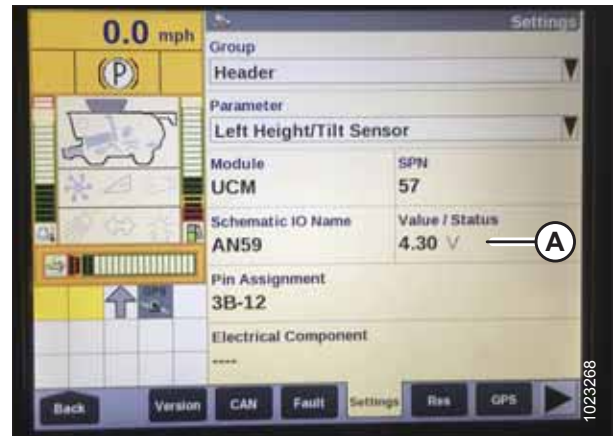 0.0 mph
(P)
Settings
Group
Header
Parameter
Left Height/Tilt Sensor
Module
UCM
SPN
57
Schematic IO Name
AN59
Value / Status
4.30 V
A
Pin Assignment
3B-12
Electrical Component
----
Back
Version
CAN
Fault
Settings
Rss
GPS
1023268